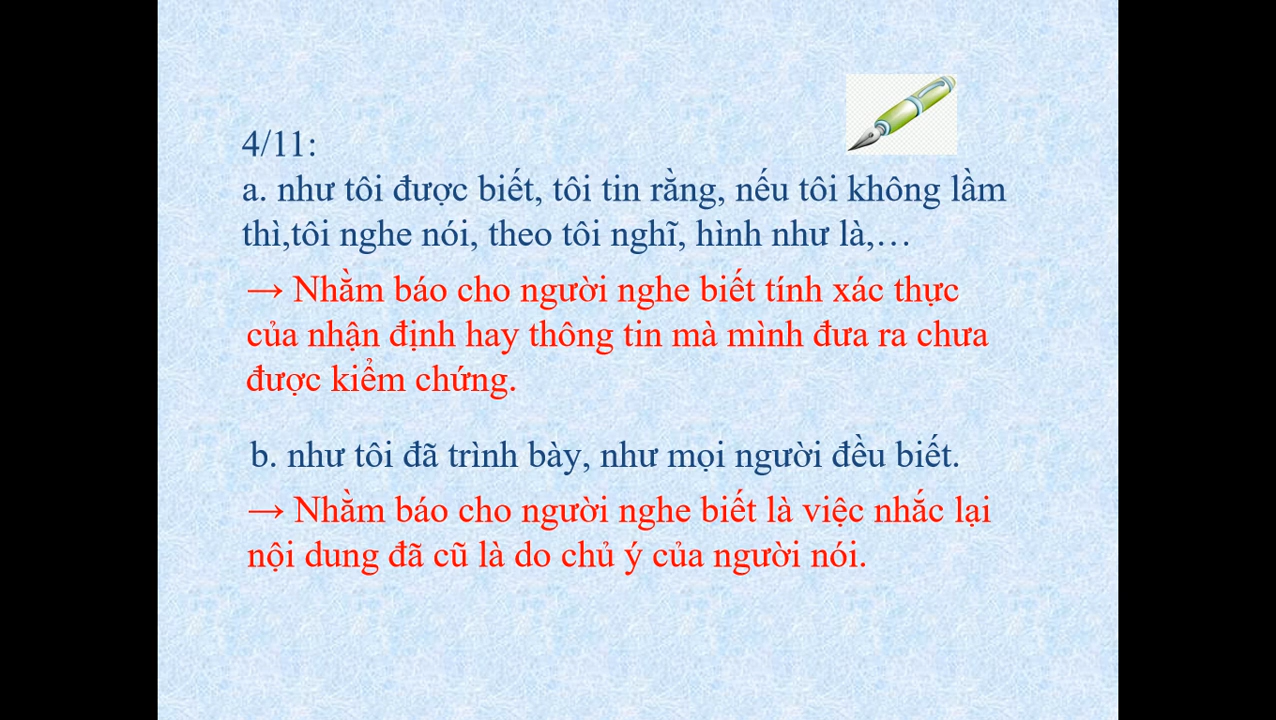 4/11:
a. như tôi được biết, tôi tin rằng, nếu tôi không lầm
thì,tôi nghe nói, theo tôi nghĩ, hình như là,…
→ Nhằm báo cho người nghe biết tính xác thực
của nhận định hay thông tin mà mình đưa ra chưa
được kiểm chứng.
b. như tôi đã trình bày, như mọi người đều biết.
→ Nhằm báo cho người nghe biết là việc nhắc lại
nội dung đã cũ là do chủ ý của người nói.